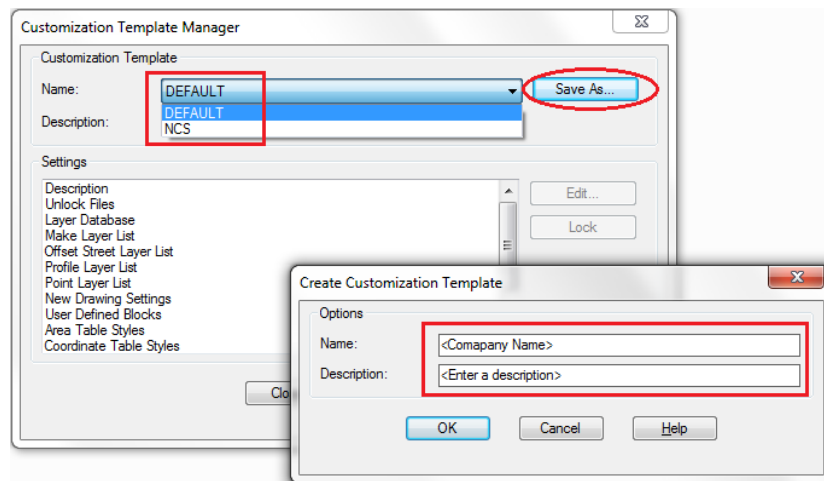 Customization Template Manager
Customization Template
Name:
DEFAULT
Save As...
DEFAULT
Description:
NCS
Settings
Description
Unlock Files
Layer Database
Make Layer List
Offset Street Layer List
Profile Layer List
Point Layer List
New Drawing Settings
User Defined Blocks
Area Table Styles
Coordinate Table Styles
Edit...
Lock
Clo
Create Customization Template
Options
Name:
<Comapany Name>
Description:
<Enter a description>
OK
Cancel
Help